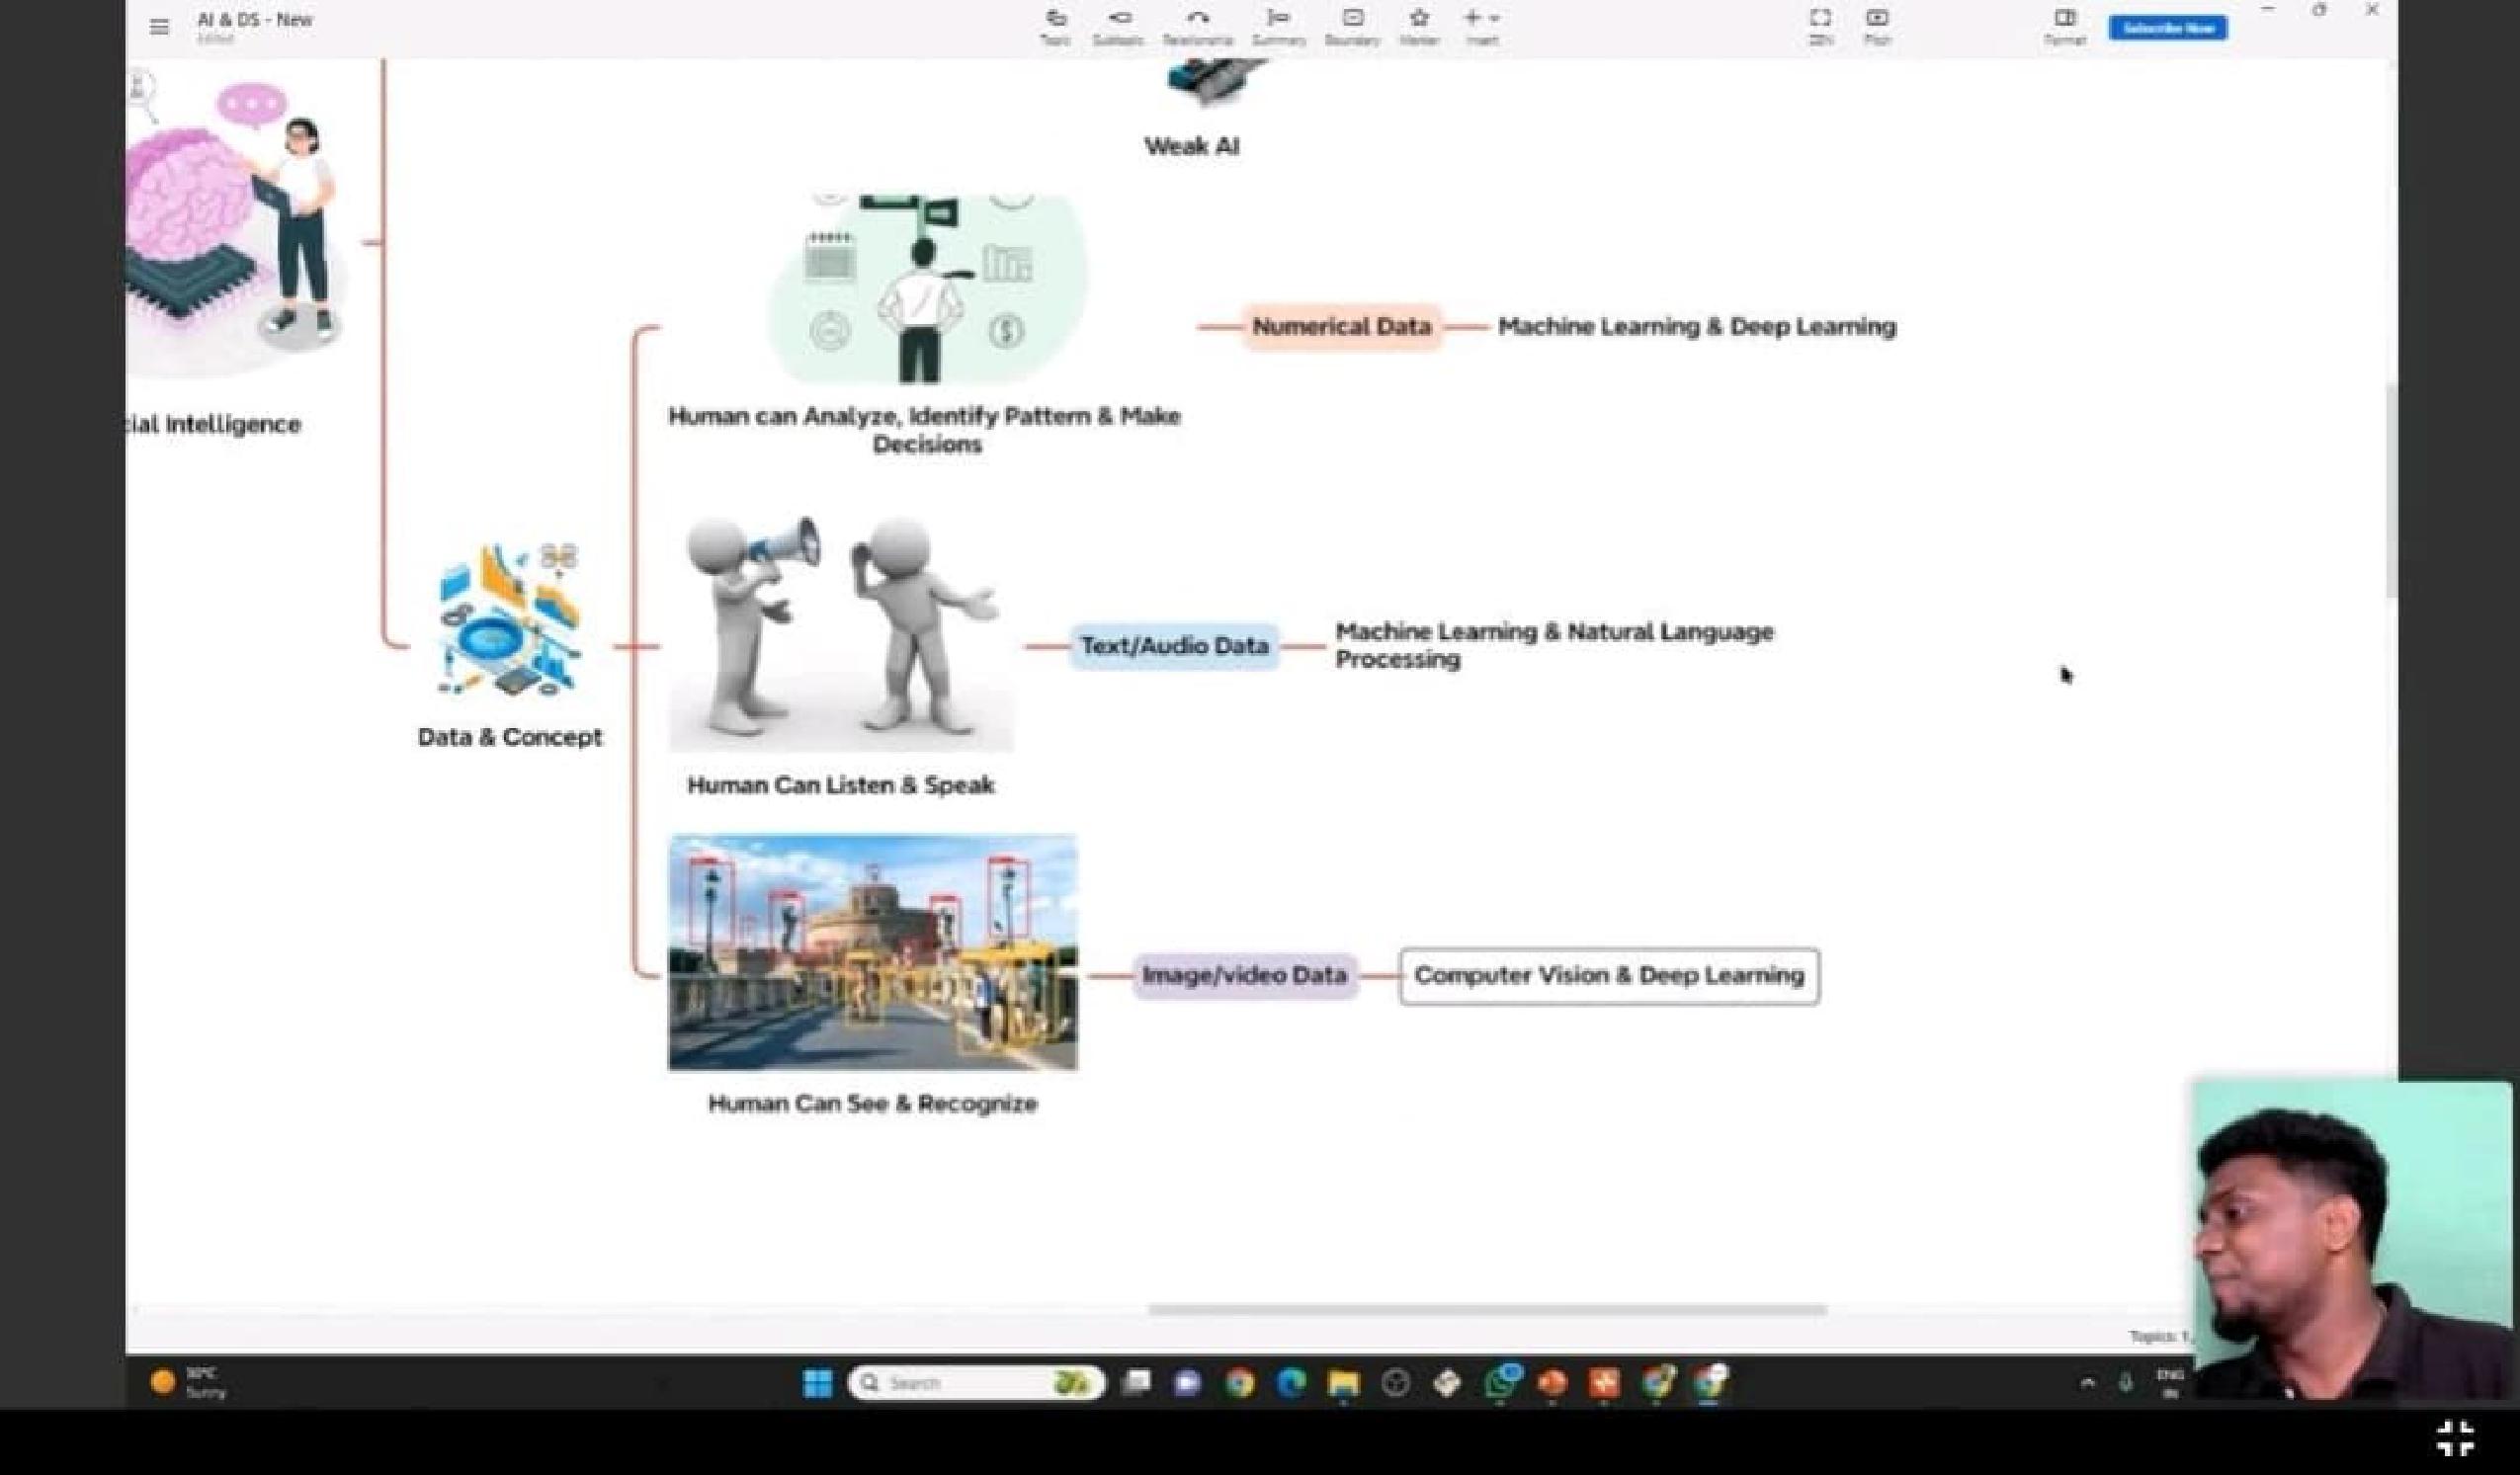 AI & DS - New
Edited
Topic
Subtopic
Relationship
Summary
Boundary
Marker
Insert
Pitch
Format
Subscribe Now
Weak AI
Numerical Data
Machine Learning & Deep Learning
Human can Analyze, Identify Pattern & Make
Decisions
cial Intelligence
Text/Audio Data
Machine Learning & Natural Language
Processing
Data & Concept
Human Can Listen & Speak
Image/video Data
Computer Vision & Deep Learning
Human Can See & Recognize
Topics: 1
30°C
Sunny
Search
ENG
IN